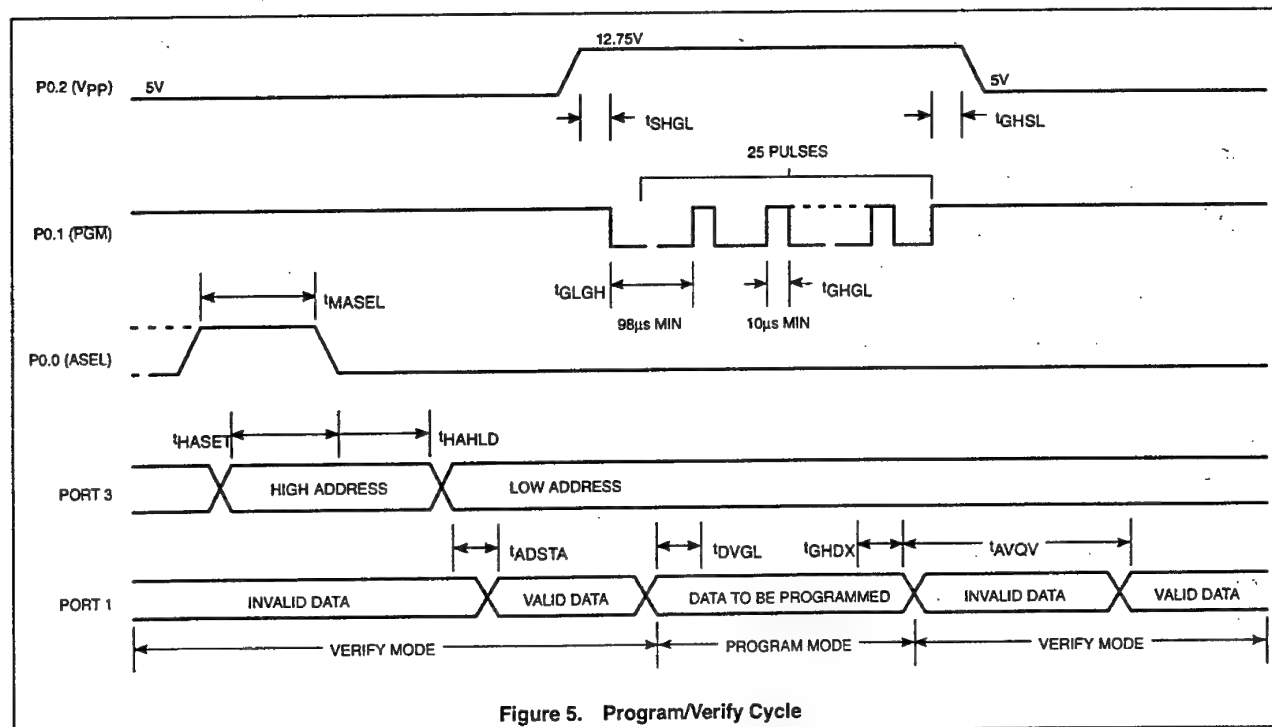 12.75V
P0.2 (VPP) 5V 5V
tSHGL tGHSL
25 PULSES
P0.1 (PGM)
tMASEL tGLGH tGHGL
98µs MIN 10µs MIN
P0.0 (ASEL)
tHASET tHAHLD
PORT 3 HIGH ADDRESS LOW ADDRESS
tADSTA tDVGL tGHDX tAVQV
PORT 1 INVALID DATA VALID DATA DATA TO BE PROGRAMMED INVALID DATA VALID DATA
VERIFY MODE PROGRAM MODE VERIFY MODE
Figure 5. Program/Verify Cycle